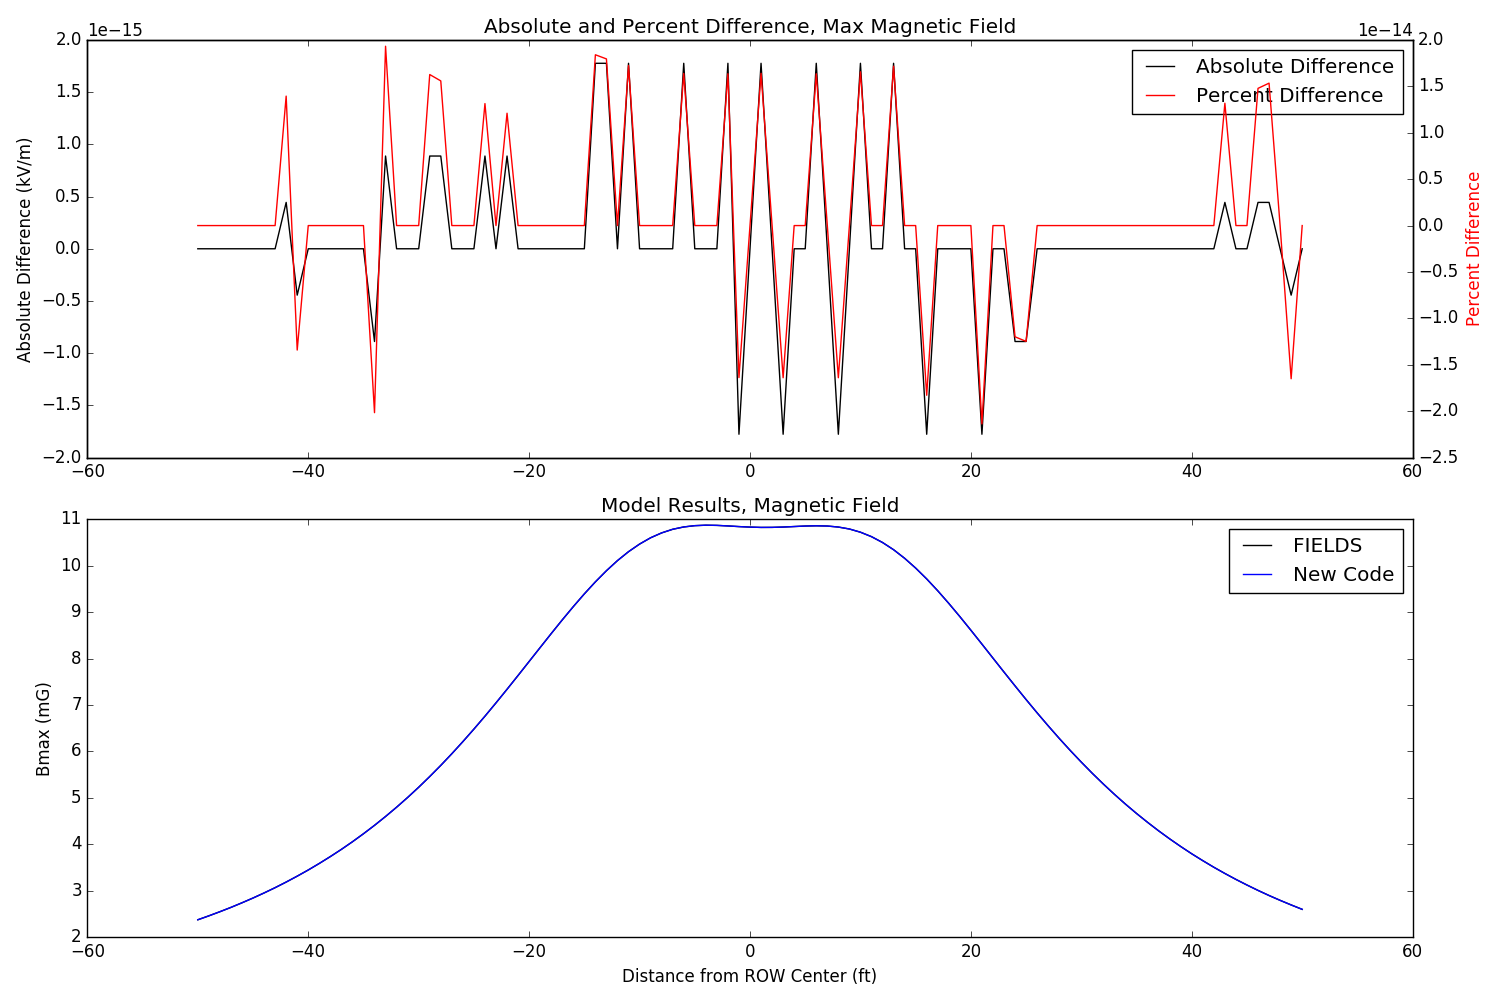 Absolute and Percent Difference, Max Magnetic Field
1e−15
1e−14
2.0
1.5
1.0
0.5
0.0
−0.5
−1.0
−1.5
−2.0
Absolute Difference (kV/m)
Absolute Difference
Percent Difference
2.0
1.5
1.0
0.5
0.0
−0.5
−1.0
−1.5
−2.0
−2.5
Percent Difference
−60 −40 −20 0 20 40 60
Model Results, Magnetic Field
11
10
9
8
7
6
5
4
3
2
Bmax (mG)
FIELDS
New Code
−60 −40 −20 0 20 40 60
Distance from ROW Center (ft)